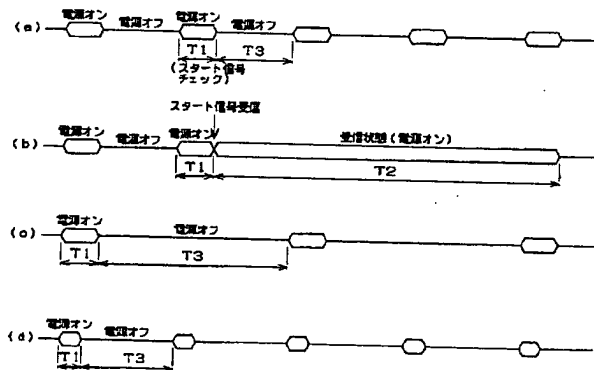 電源オン 電源オフ 電源オン 電源オフ
(a)
T1 T3
(スタート信号
チェック)
スタート信号受信
電源オン 電源オフ 電源オン 受信状態(電源オン)
(b)
T1 T2
電源オン 電源オフ
(c)
T1 T3
電源オン 電源オフ
(d)
T1 T3